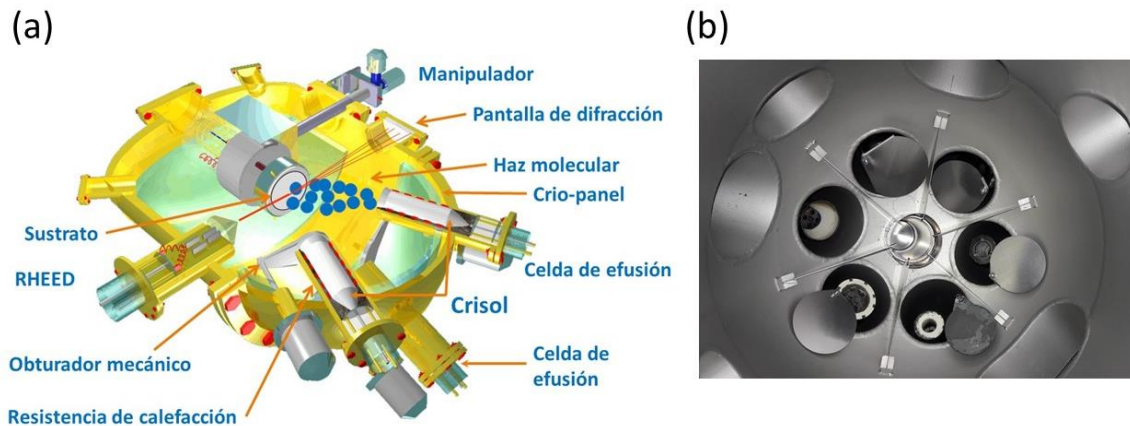 (a)
(b)
Manipulador
Pantalla de difracción
Haz molecular
Crio-panel
Sustrato
RHEED
Celda de efusión
Crisol
Obturador mecánico
Celda de
efusión
Resistencia de calefacción